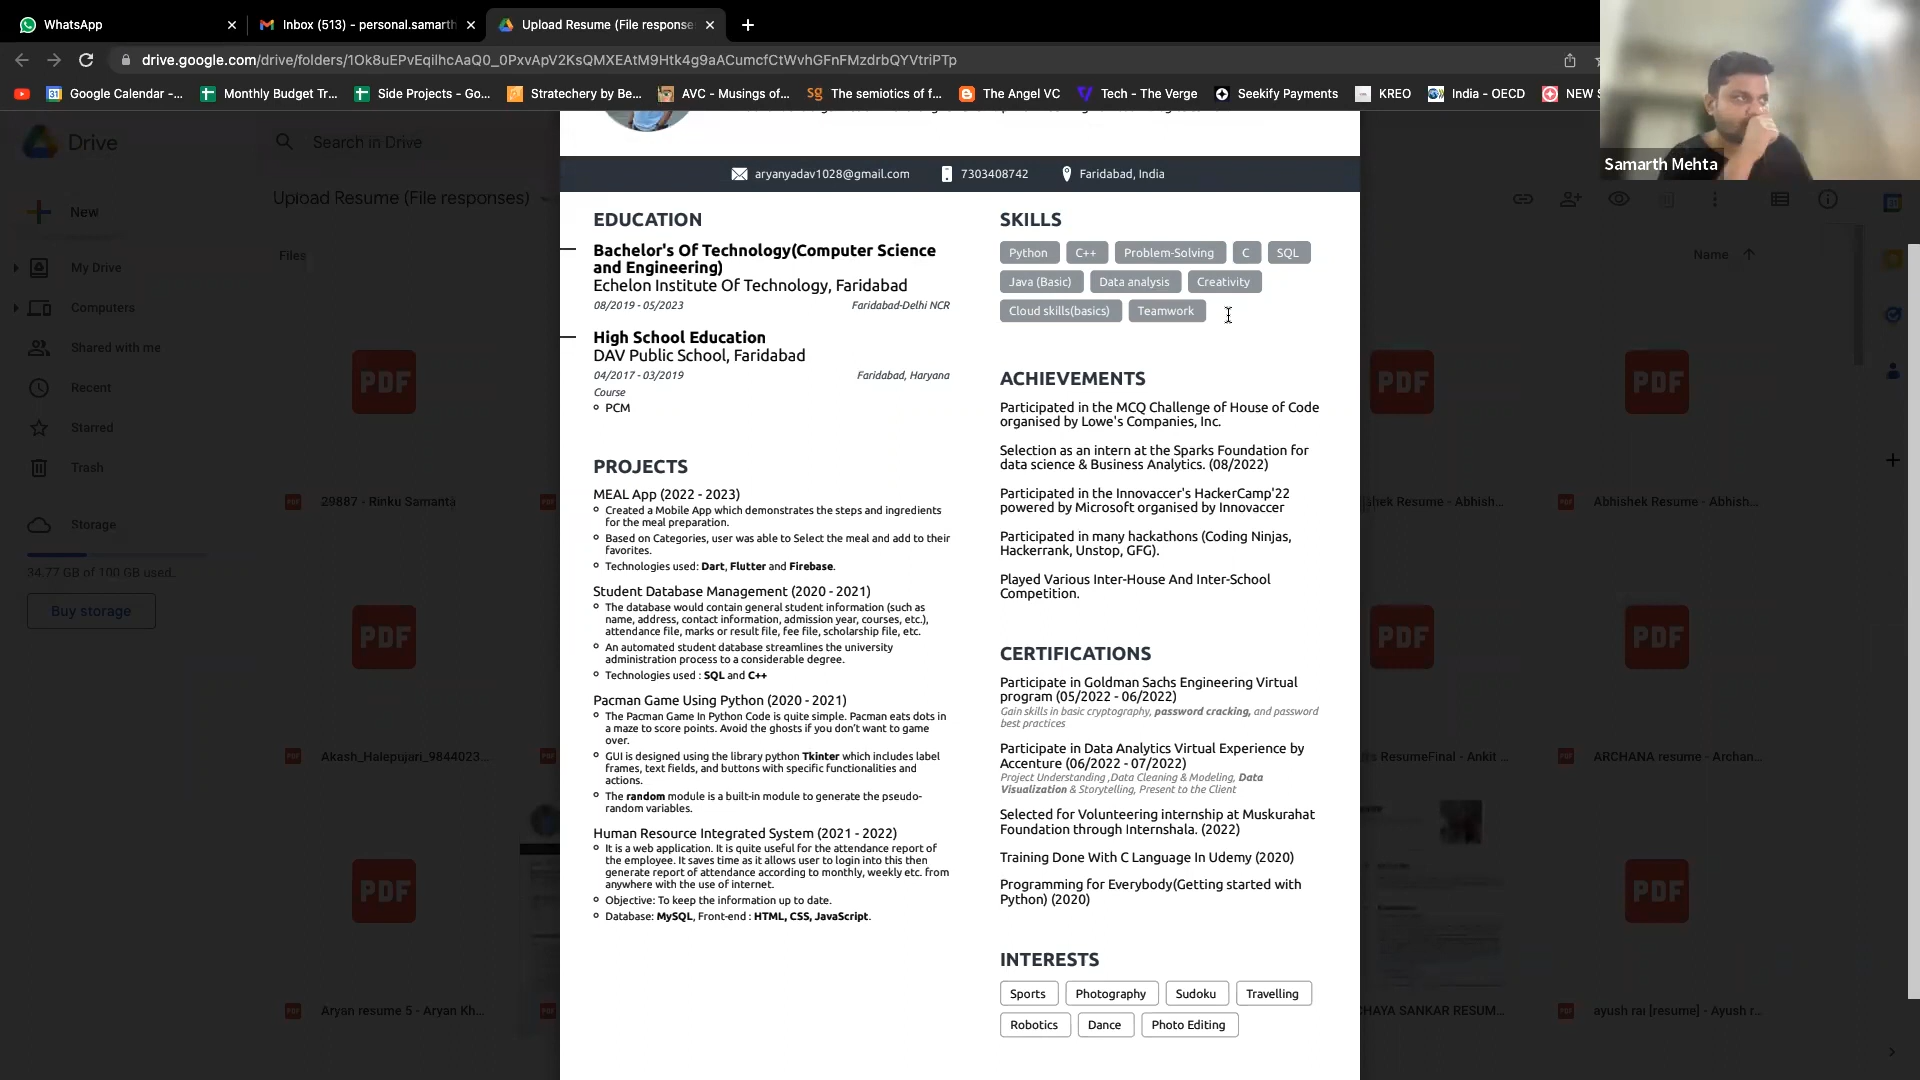 WhatsApp
Inbox (513) - personal.samarth
Upload Resume (File response
drive.google.com/drive/folders/1Ok8uEPvEqilhcAaQ0_0PxvApV2KsQMXEAtM9Htk4g9aACumcfCtWvhGFnFMzdrbQYVtriPTp
Google Calendar -...
Monthly Budget Tr...
Side Projects - Go...
Stratechery by Be...
AVC - Musings of...
The semiotics of f...
The Angel VC
Tech - The Verge
Seekify Payments
KREO
India - OECD
NEW S
Samarth Mehta
Drive
Search in Drive
New
My Drive
Computers
Shared with me
Recent
Starred
Trash
Storage
34.77 GB of 100 GB used.
Buy storage
Upload Resume (File responses)
Files
Name
aryanyadav1028@gmail.com
7303408742
Faridabad, India
EDUCATION
Bachelor's Of Technology(Computer Science
and Engineering)
Echelon Institute Of Technology, Faridabad
08/2019 - 05/2023
Faridabad-Delhi NCR
High School Education
DAV Public School, Faridabad
04/2017 - 03/2019
Faridabad, Haryana
Course
PCM
PROJECTS
MEAL App (2022 - 2023)
Created a Mobile App which demonstrates the steps and ingredients
for the meal preparation.
Based on Categories, user was able to Select the meal and add to their
favorites.
Technologies used: Dart, Flutter and Firebase.
Student Database Management (2020 - 2021)
The database would contain general student information (such as
name, address, contact information, admission year, courses, etc.),
attendance file, marks or result file, fee file, scholarship file, etc.
An automated student database streamlines the university
administration process to a considerable degree.
Technologies used : SQL and C++
Pacman Game Using Python (2020 - 2021)
The Pacman Game In Python Code is quite simple. Pacman eats dots in
a maze to score points. Avoid the ghosts if you don't want to game
over.
GUI is designed using the library python Tkinter which includes label
frames, text fields, and buttons with specific functionalities and
actions.
The random module is a built-in module to generate the pseudo-
random variables.
Human Resource Integrated System (2021 - 2022)
It is a web application. It is quite useful for the attendance report of
the employee. It saves time as it allows user to login into this then
generate report of attendance according to monthly, weekly etc. from
anywhere with the use of internet.
Objective: To keep the information up to date.
Database: MySQL, Front-end : HTML, CSS, JavaScript.
SKILLS
Python
C++
Problem-Solving
C
SQL
Java (Basic)
Data analysis
Creativity
Cloud skills(basics)
Teamwork
ACHIEVEMENTS
Participated in the MCQ Challenge of House of Code
organised by Lowe's Companies, Inc.
Selection as an intern at the Sparks Foundation for
data science & Business Analytics. (08/2022)
Participated in the Innovaccer's HackerCamp'22
powered by Microsoft organised by Innovaccer
Participated in many hackathons (Coding Ninjas,
Hackerrank, Unstop, GFG).
Played Various Inter-House And Inter-School
Competition.
CERTIFICATIONS
Participate in Goldman Sachs Engineering Virtual
program (05/2022 - 06/2022)
Gain skills in basic cryptography, password cracking, and password
best practices
Participate in Data Analytics Virtual Experience by
Accenture (06/2022 - 07/2022)
Project Understanding ,Data Cleaning & Modeling, Data
Visualization & Storytelling, Present to the Client
Selected for Volunteering internship at Muskurahat
Foundation through Internshala. (2022)
Training Done With C Language In Udemy (2020)
Programming for Everybody(Getting started with
Python) (2020)
INTERESTS
Sports
Photography
Sudoku
Travelling
Robotics
Dance
Photo Editing
PDF
PDF
PDF
29887 - Rinku Samanta
shek Resume - Abhish...
Abhishek Resume - Abhish...
PDF
PDF
PDF
Akash_Halepujari_9844023...
ResumeFinal - Ankit ...
ARCHANA resume - Archan...
PDF
PDF
PDF
Aryan resume 5 - Aryan Kh...
CHAYA SANKAR RESUM...
ayush rai [resume] - Ayush r...